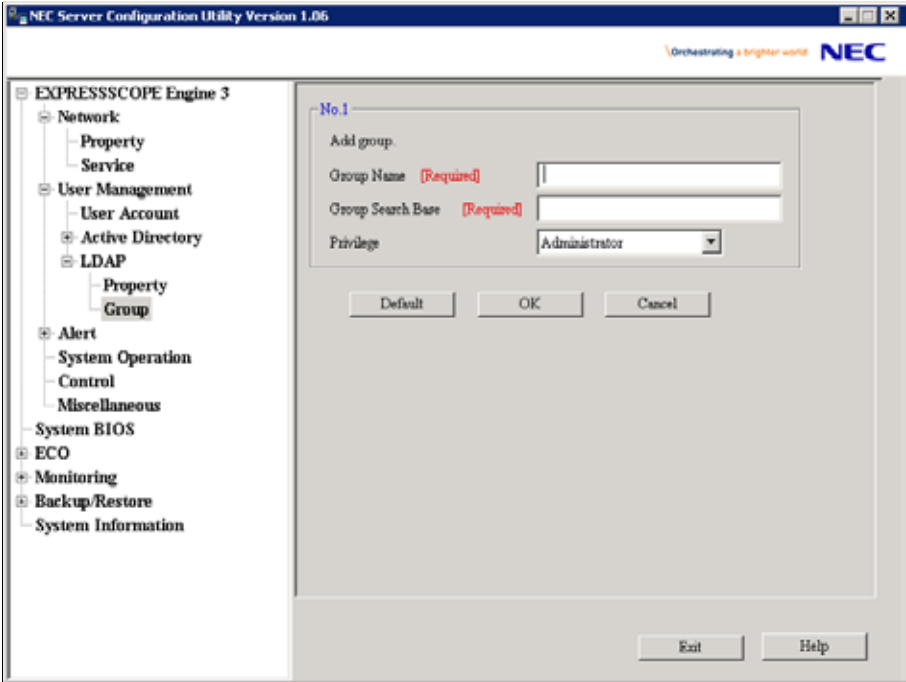 NEC Server Configuration Utility Version 1.06
\Orchestrating a brighter world NEC
EXPRESSSCOPE Engine 3
Network
Property
Service
User Management
User Account
Active Directory
LDAP
Property
Group
Alert
System Operation
Control
Miscellaneous
System BIOS
ECO
Monitoring
Backup/Restore
System Information
No.1
Add group.
Group Name [Required]
Group Search Base [Required]
Privilege Administrator
Default OK Cancel
Exit Help